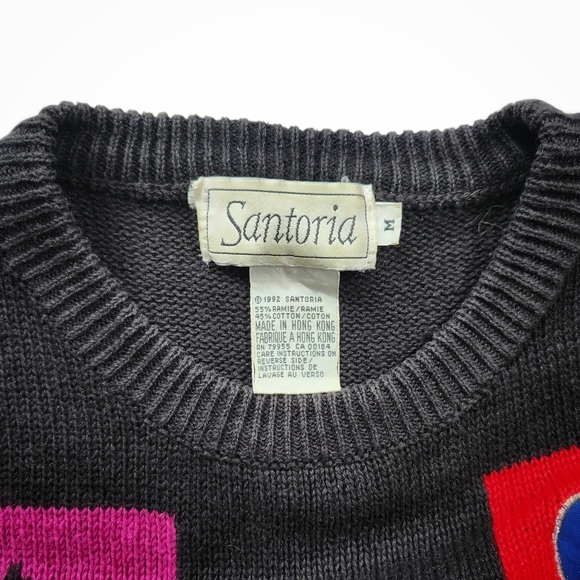 Santoria
M
© 1992 SANTORIA
55% RAMIE/RAMIE
45% COTTON/COTON
MADE IN HONG KONG
FABRIQUE A HONG KONG
RN 79955 CA 00184
CARE INSTRUCTIONS ON
REVERSE SIDE/
INSTRUCTIONS DE
LAVAGE AU VERSO